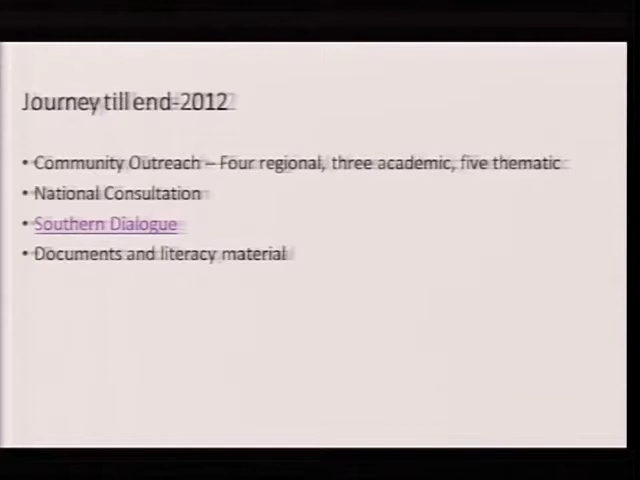 Journey till end-2012
• Community Outreach – Four regional, three academic, five thematic
• National Consultation
• Southern Dialogue
• Documents and literacy material